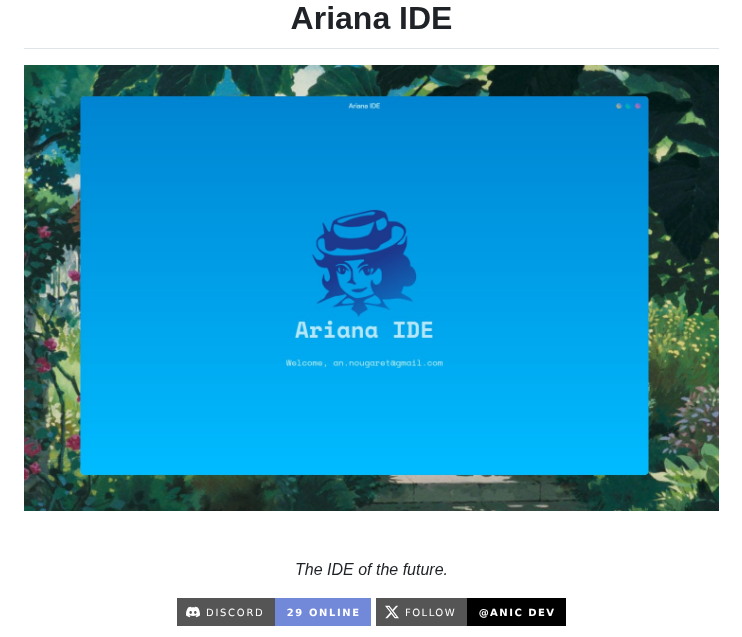 Ariana IDE
Ariana IDE
Ariana IDE
Welcome, an.nougaret@gmail.com
The IDE of the future.
DISCORD 29 ONLINE FOLLOW @ANIC DEV